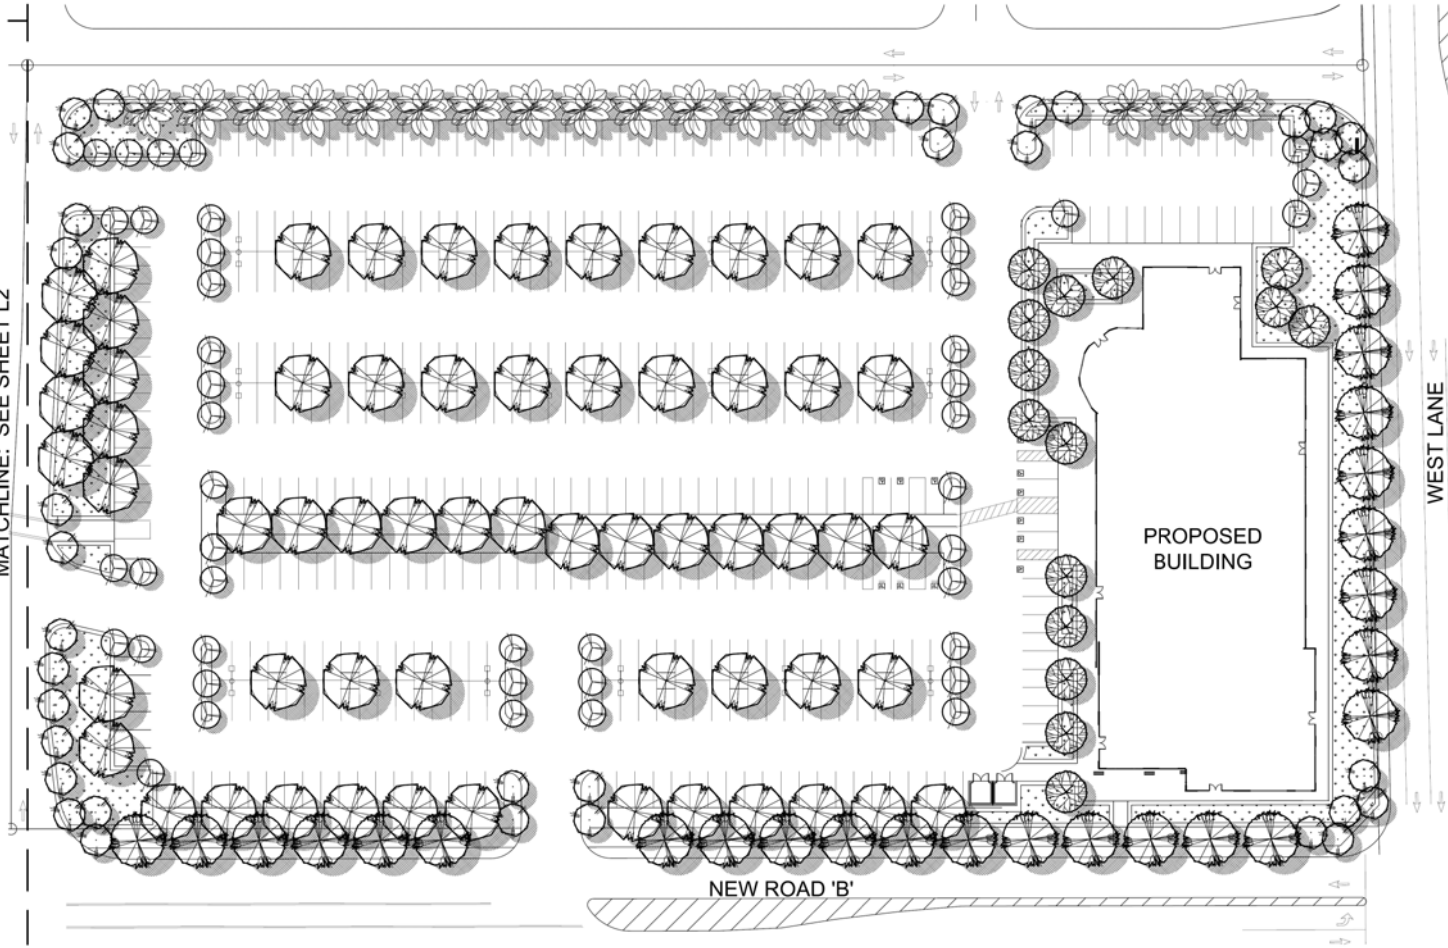 MATCHLINE: SEE SHEET L2
PROPOSED
BUILDING
WEST LANE
NEW ROAD 'B'